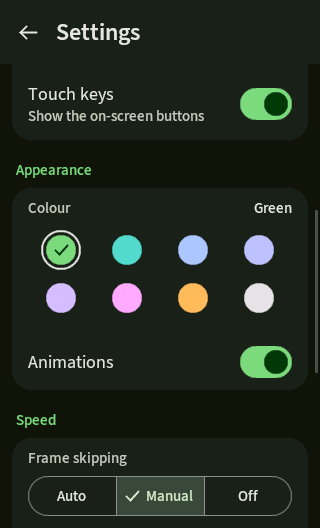 Settings
Touch keys
Show the on-screen buttons
Appearance
Colour Green
Animations
Speed
Frame skipping
Auto Manual Off